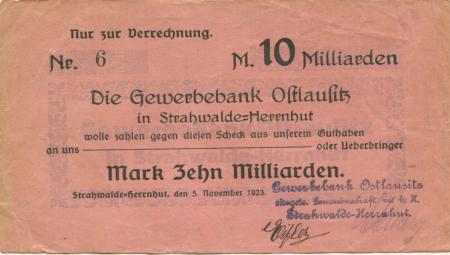 Nur zur Verrechnung.
Nr. 6 M. 10 Milliarden
Die Gewerbebank Ostlausitz
in Strahwalde=Herrnhut
wolle zahlen gegen diesen Scheck aus unserem Guthaben
an uns oder Ueberbringer
Mark Zehn Milliarden.
Strahwalde-Herrnhut, den 5. November 1923.
Gewerbebank Ostlausitz
eingetr. Genossenschaft m. b. H.
Strahwalde-Herrnhut.